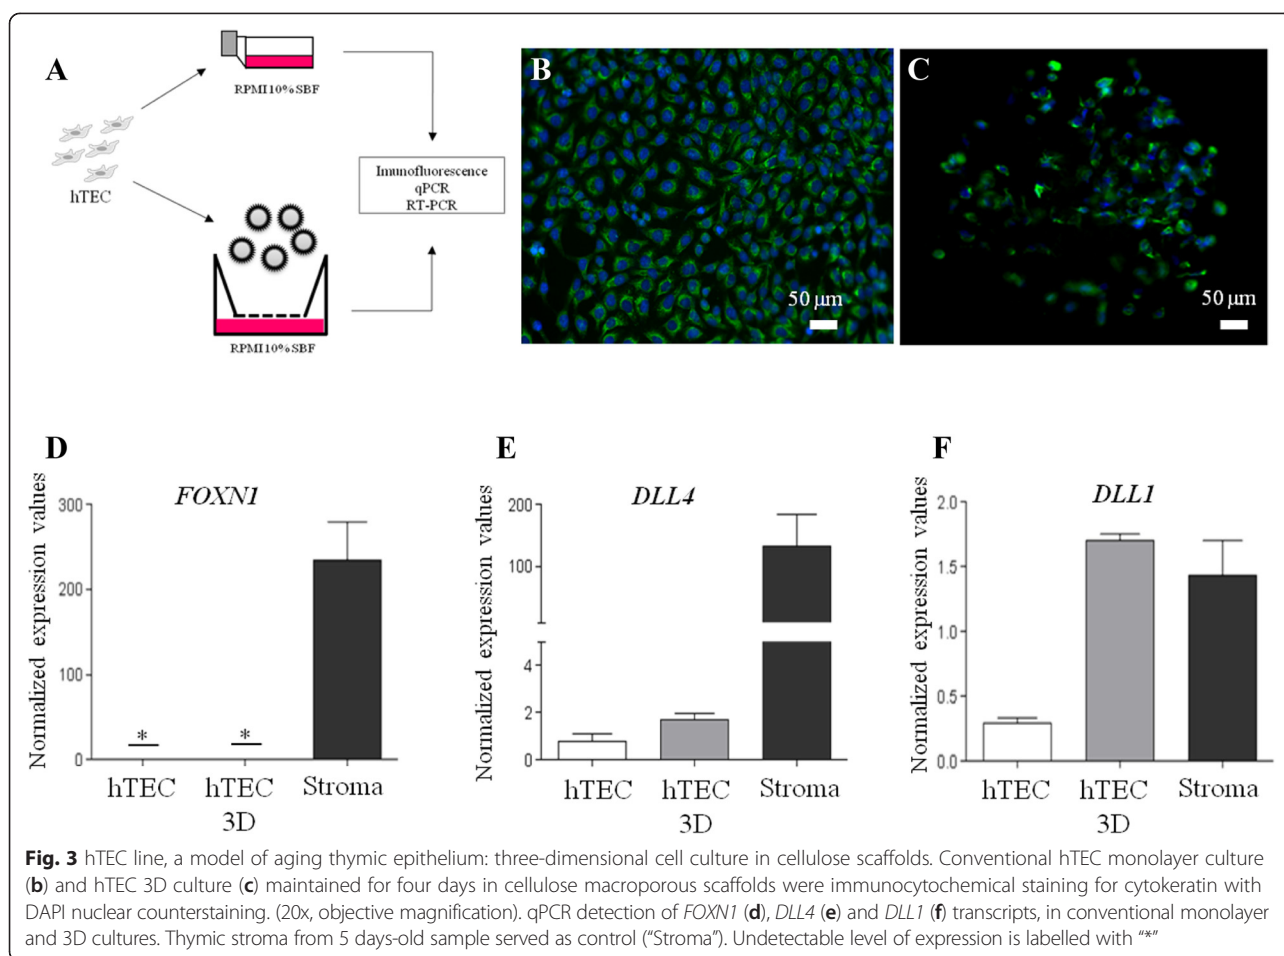 A
RPMI10%SBF
hTEC
Imunofluorescence
qPCR
RT-PCR
RPMI10%SBF
B
50 µm
C
50 µm
D
FOXN1
Normalized expression values
300
200
100
0
*
*
hTEC
hTEC
3D
Stroma
E
DLL4
Normalized expression values
200
100
4
2
0
hTEC
hTEC
3D
Stroma
F
DLL1
Normalized expression values
2.0
1.5
1.0
0.5
0.0
hTEC
hTEC
3D
Stroma
Fig. 3 hTEC line, a model of aging thymic epithelium: three-dimensional cell culture in cellulose scaffolds. Conventional hTEC monolayer culture
(b) and hTEC 3D culture (c) maintained for four days in cellulose macroporous scaffolds were immunocytochemical staining for cytokeratin with
DAPI nuclear counterstaining. (20x, objective magnification). qPCR detection of FOXN1 (d), DLL4 (e) and DLL1 (f) transcripts, in conventional monolayer
and 3D cultures. Thymic stroma from 5 days-old sample served as control (“Stroma”). Undetectable level of expression is labelled with “*”